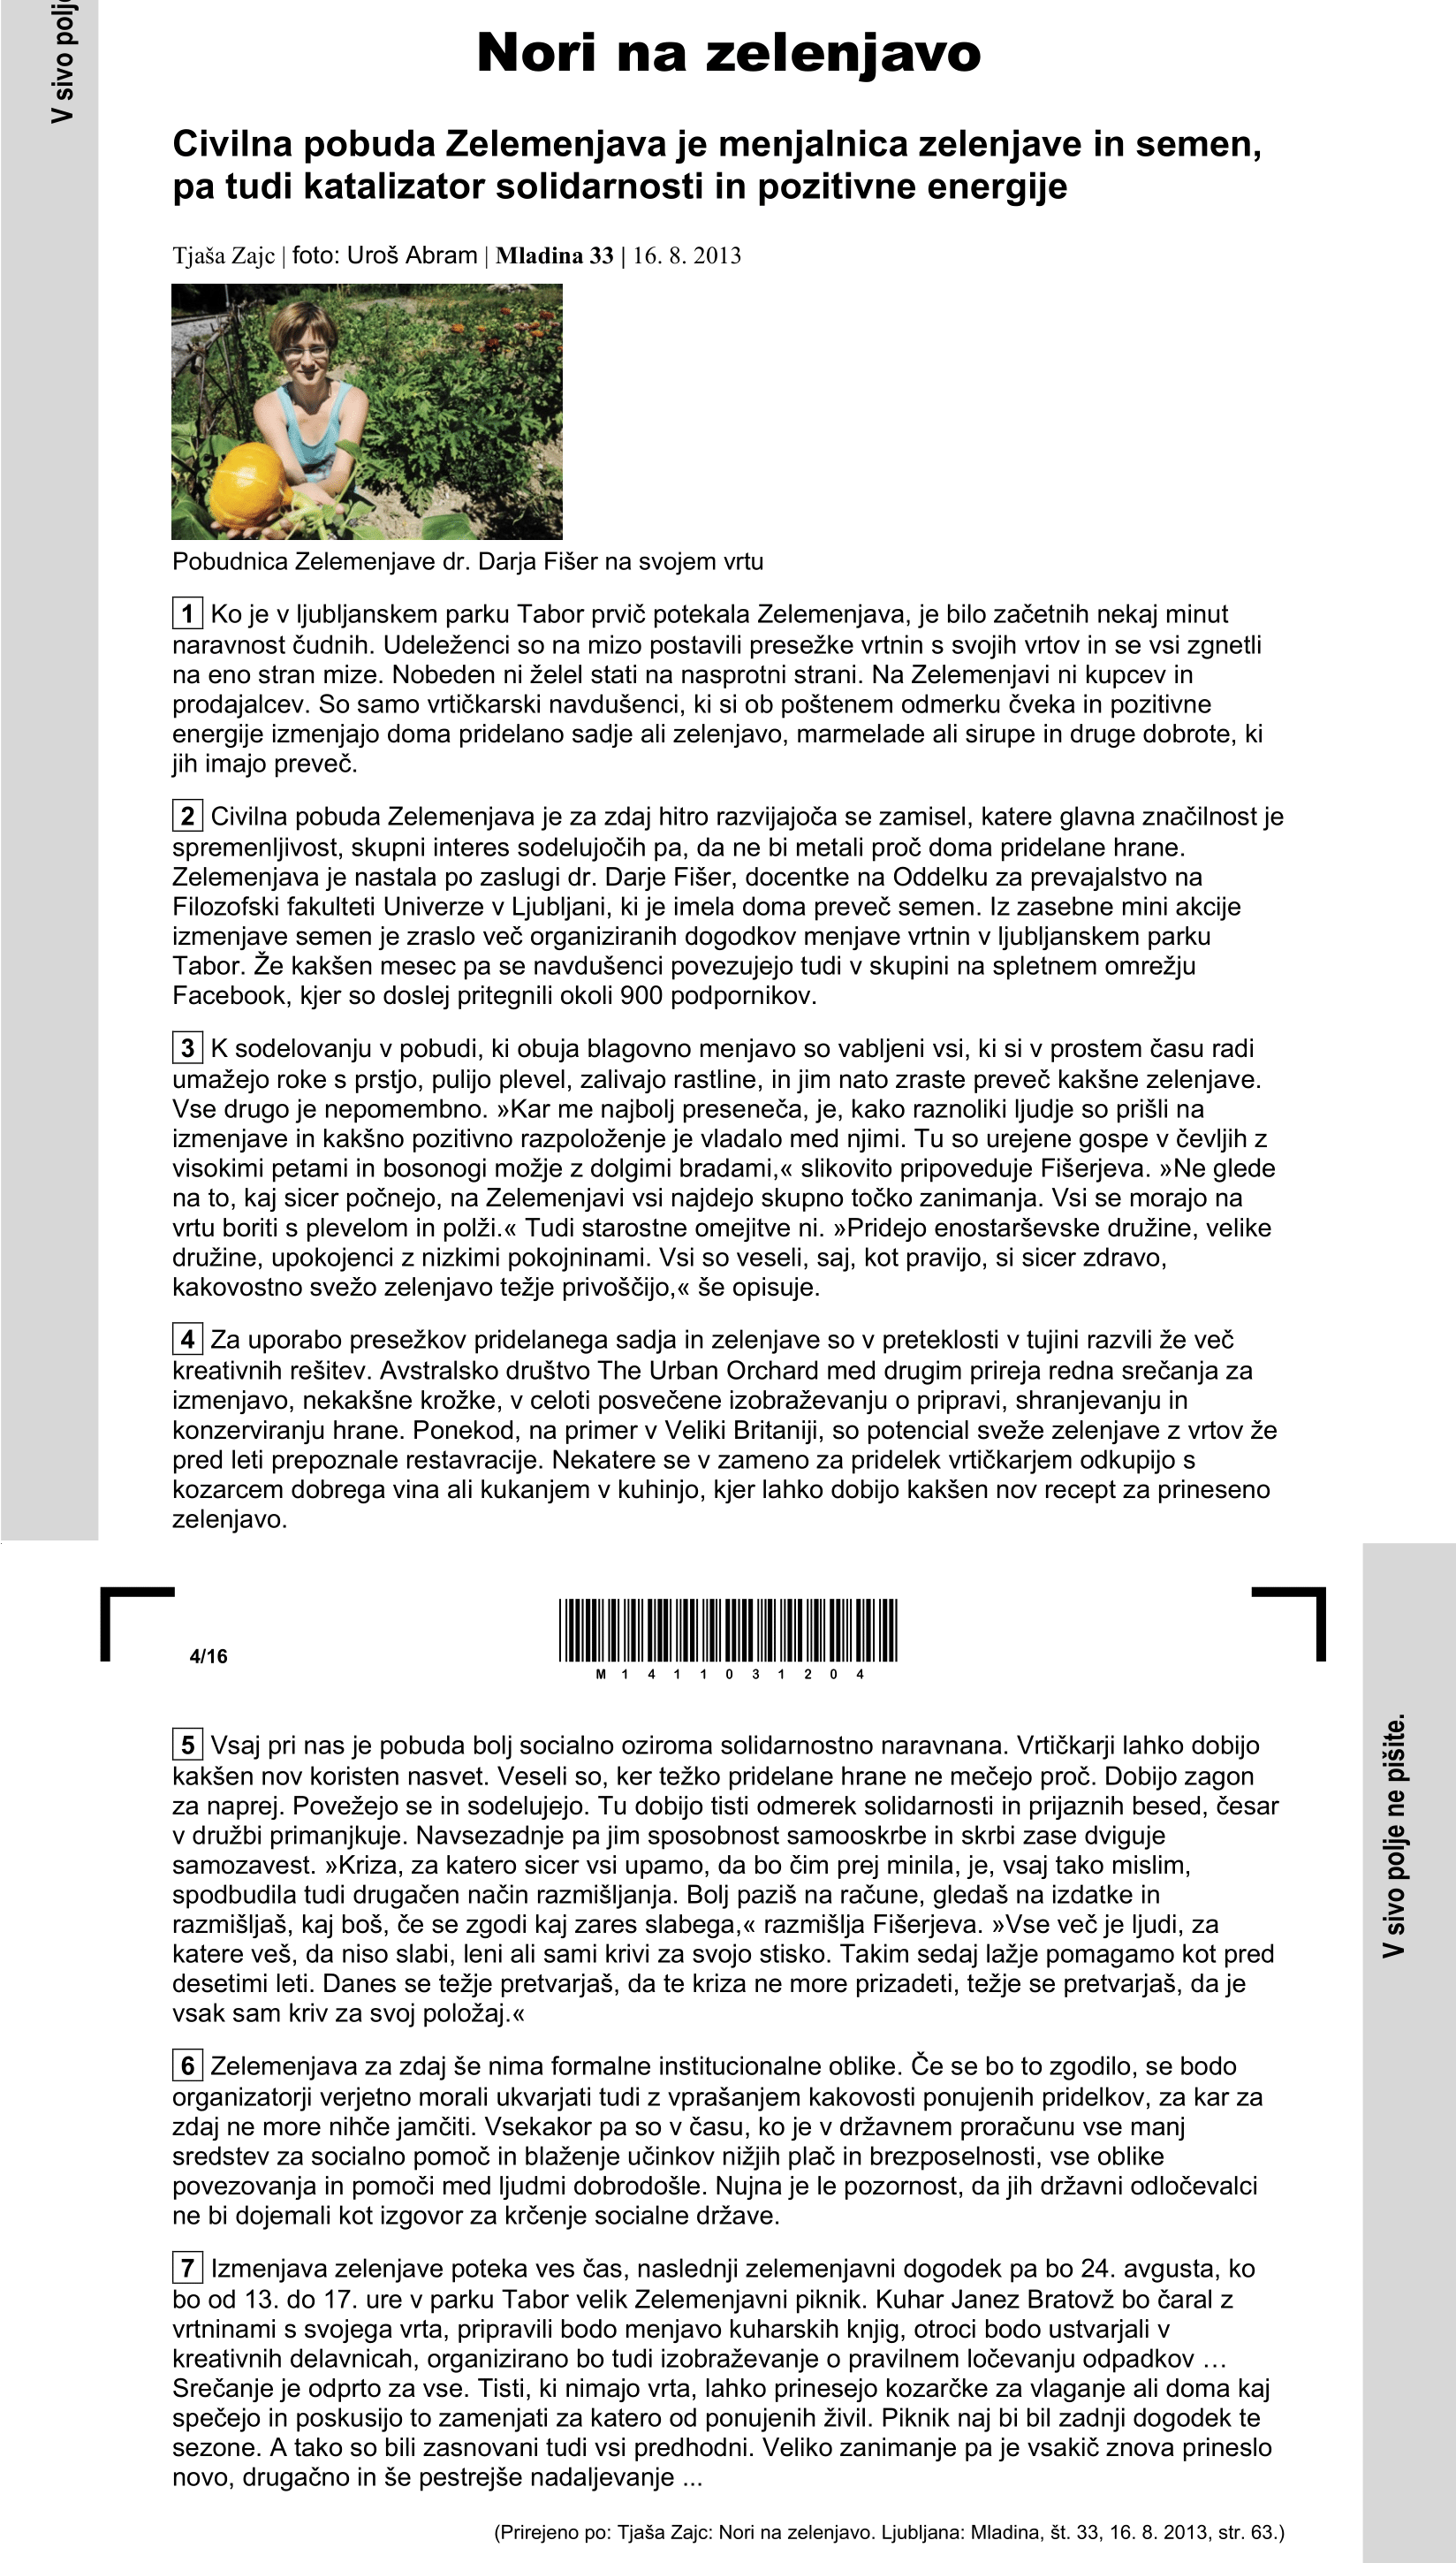 V sivo polje
Nori na zelenjavo
Civilna pobuda Zelemenjava je menjalnica zelenjave in semen,
pa tudi katalizator solidarnosti in pozitivne energije
Tjaša Zajc | foto: Uroš Abram | Mladina 33 | 16. 8. 2013
Pobudnica Zelemenjave dr. Darja Fišer na svojem vrtu
1 Ko je v ljubljanskem parku Tabor prvič potekala Zelemenjava, je bilo začetnih nekaj minut
naravnost čudnih. Udeleženci so na mizo postavili presežke vrtnin s svojih vrtov in se vsi zgnetli
na eno stran mize. Nobeden ni želel stati na nasprotni strani. Na Zelemenjavi ni kupcev in
prodajalcev. So samo vrtičkarski navdušenci, ki si ob poštenem odmerku čveka in pozitivne
energije izmenjajo doma pridelano sadje ali zelenjavo, marmelade ali sirupe in druge dobrote, ki
jih imajo preveč.
2 Civilna pobuda Zelemenjava je za zdaj hitro razvijajoča se zamisel, katere glavna značilnost je
spremenljivost, skupni interes sodelujočih pa, da ne bi metali proč doma pridelane hrane.
Zelemenjava je nastala po zaslugi dr. Darje Fišer, docentke na Oddelku za prevajalstvo na
Filozofski fakulteti Univerze v Ljubljani, ki je imela doma preveč semen. Iz zasebne mini akcije
izmenjave semen je zraslo več organiziranih dogodkov menjave vrtnin v ljubljanskem parku
Tabor. Že kakšen mesec pa se navdušenci povezujejo tudi v skupini na spletnem omrežju
Facebook, kjer so doslej pritegnili okoli 900 podpornikov.
3 K sodelovanju v pobudi, ki obuja blagovno menjavo so vabljeni vsi, ki si v prostem času radi
umažejo roke s prstjo, pulijo plevel, zalivajo rastline, in jim nato zraste preveč kakšne zelenjave.
Vse drugo je nepomembno. »Kar me najbolj preseneča, je, kako raznoliki ljudje so prišli na
izmenjave in kakšno pozitivno razpoloženje je vladalo med njimi. Tu so urejene gospe v čevljih z
visokimi petami in bosonogi možje z dolgimi bradami,« slikovito pripoveduje Fišerjeva. »Ne glede
na to, kaj sicer počnejo, na Zelemenjavi vsi najdejo skupno točko zanimanja. Vsi se morajo na
vrtu boriti s plevelom in polži.« Tudi starostne omejitve ni. »Pridejo enostarševske družine, velike
družine, upokojenci z nizkimi pokojninami. Vsi so veseli, saj, kot pravijo, si sicer zdravo,
kakovostno svežo zelenjavo težje privoščijo,« še opisuje.
4 Za uporabo presežkov pridelanega sadja in zelenjave so v preteklosti v tujini razvili že več
kreativnih rešitev. Avstralsko društvo The Urban Orchard med drugim prireja redna srečanja za
izmenjavo, nekakšne krožke, v celoti posvečene izobraževanju o pripravi, shranjevanju in
konzerviranju hrane. Ponekod, na primer v Veliki Britaniji, so potencial sveže zelenjave z vrtov že
pred leti prepoznale restavracije. Nekatere se v zameno za pridelek vrtičkarjem odkupijo s
kozarcem dobrega vina ali kukanjem v kuhinjo, kjer lahko dobijo kakšen nov recept za prineseno
zelenjavo.
4/16
M 1 4 1 1 0 3 1 2 0 4
V sivo polje ne pišite.
5 Vsaj pri nas je pobuda bolj socialno oziroma solidarnostno naravnana. Vrtičkarji lahko dobijo
kakšen nov koristen nasvet. Veseli so, ker težko pridelane hrane ne mečejo proč. Dobijo zagon
za naprej. Povežejo se in sodelujejo. Tu dobijo tisti odmerek solidarnosti in prijaznih besed, česar
v družbi primanjkuje. Navsezadnje pa jim sposobnost samooskrbe in skrbi zase dviguje
samozavest. »Kriza, za katero sicer vsi upamo, da bo čim prej minila, je, vsaj tako mislim,
spodbudila tudi drugačen način razmišljanja. Bolj paziš na račune, gledaš na izdatke in
razmišljaš, kaj boš, če se zgodi kaj zares slabega,« razmišlja Fišerjeva. »Vse več je ljudi, za
katere veš, da niso slabi, leni ali sami krivi za svojo stisko. Takim sedaj lažje pomagamo kot pred
desetimi leti. Danes se težje pretvarjaš, da te kriza ne more prizadeti, težje se pretvarjaš, da je
vsak sam kriv za svoj položaj.«
6 Zelemenjava za zdaj še nima formalne institucionalne oblike. Če se bo to zgodilo, se bodo
organizatorji verjetno morali ukvarjati tudi z vprašanjem kakovosti ponujenih pridelkov, za kar za
zdaj ne more nihče jamčiti. Vsekakor pa so v času, ko je v državnem proračunu vse manj
sredstev za socialno pomoč in blaženje učinkov nižjih plač in brezposelnosti, vse oblike
povezovanja in pomoči med ljudmi dobrodošle. Nujna je le pozornost, da jih državni odločevalci
ne bi dojemali kot izgovor za krčenje socialne države.
7 Izmenjava zelenjave poteka ves čas, naslednji zelemenjavni dogodek pa bo 24. avgusta, ko
bo od 13. do 17. ure v parku Tabor velik Zelemenjavni piknik. Kuhar Janez Bratovž bo čaral z
vrtninami s svojega vrta, pripravili bodo menjavo kuharskih knjig, otroci bodo ustvarjali v
kreativnih delavnicah, organizirano bo tudi izobraževanje o pravilnem ločevanju odpadkov …
Srečanje je odprto za vse. Tisti, ki nimajo vrta, lahko prinesejo kozarčke za vlaganje ali doma kaj
spečejo in poskusijo to zamenjati za katero od ponujenih živil. Piknik naj bi bil zadnji dogodek te
sezone. A tako so bili zasnovani tudi vsi predhodni. Veliko zanimanje pa je vsakič znova prineslo
novo, drugačno in še pestrejše nadaljevanje ...
(Prirejeno po: Tjaša Zajc: Nori na zelenjavo. Ljubljana: Mladina, št. 33, 16. 8. 2013, str. 63.)